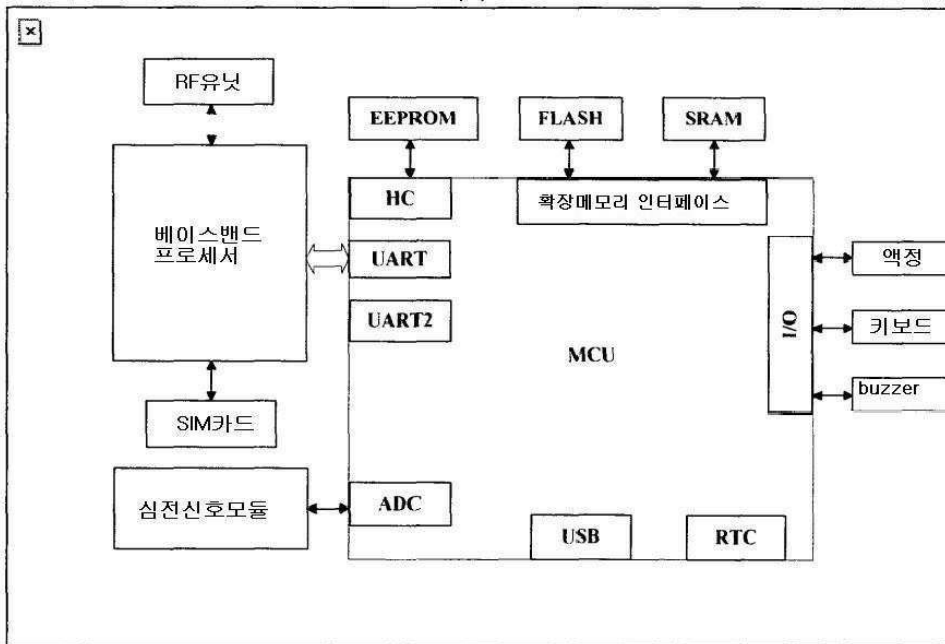 RF유닛
EEPROM
FLASH
SRAM
HC
확장메모리 인터페이스
베이스밴드
프로세서
UART
액정
UART2
I/O
키보드
MCU
buzzer
SIM카드
심전신호모듈
ADC
USB
RTC